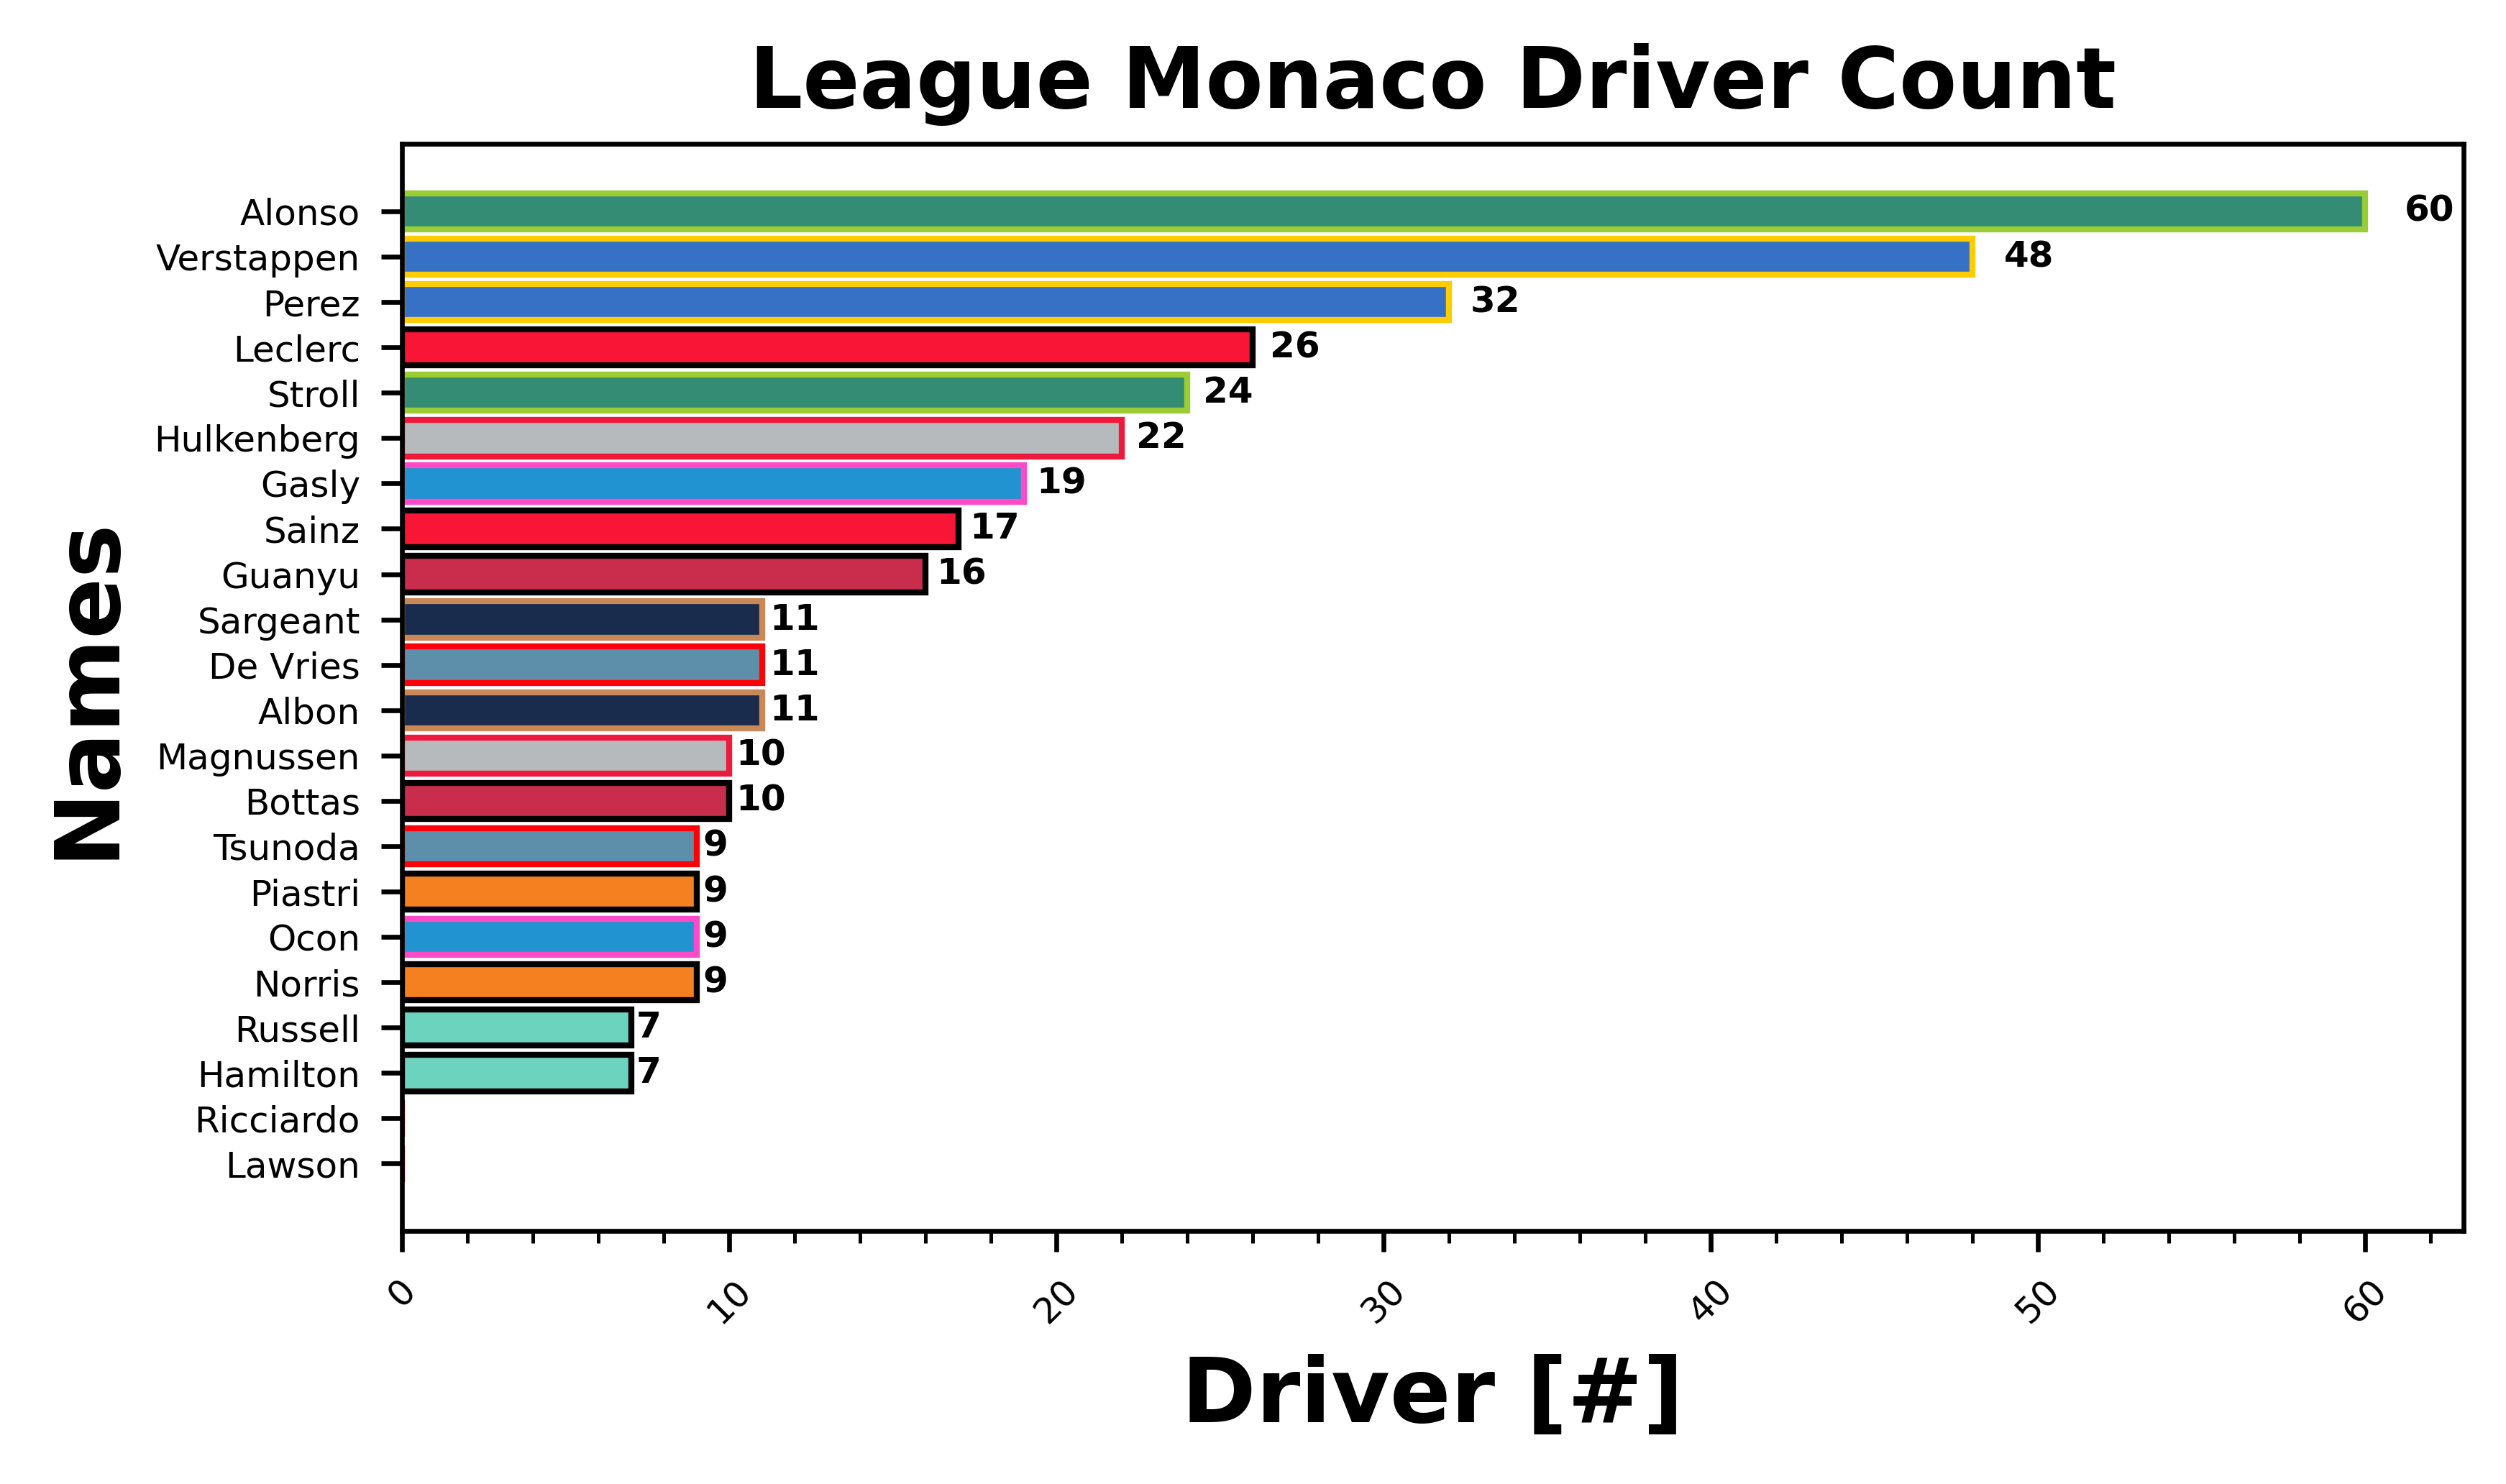 League Monaco Driver Count
Names
Alonso 60
Verstappen 48
Perez 32
Leclerc 26
Stroll 24
Hulkenberg 22
Gasly 19
Sainz 17
Guanyu 16
Sargeant 11
De Vries 11
Albon 11
Magnussen 10
Bottas 10
Tsunoda 9
Piastri 9
Ocon 9
Norris 9
Russell 7
Hamilton 7
Ricciardo
Lawson
0 10 20 30 40 50 60
Driver [#]